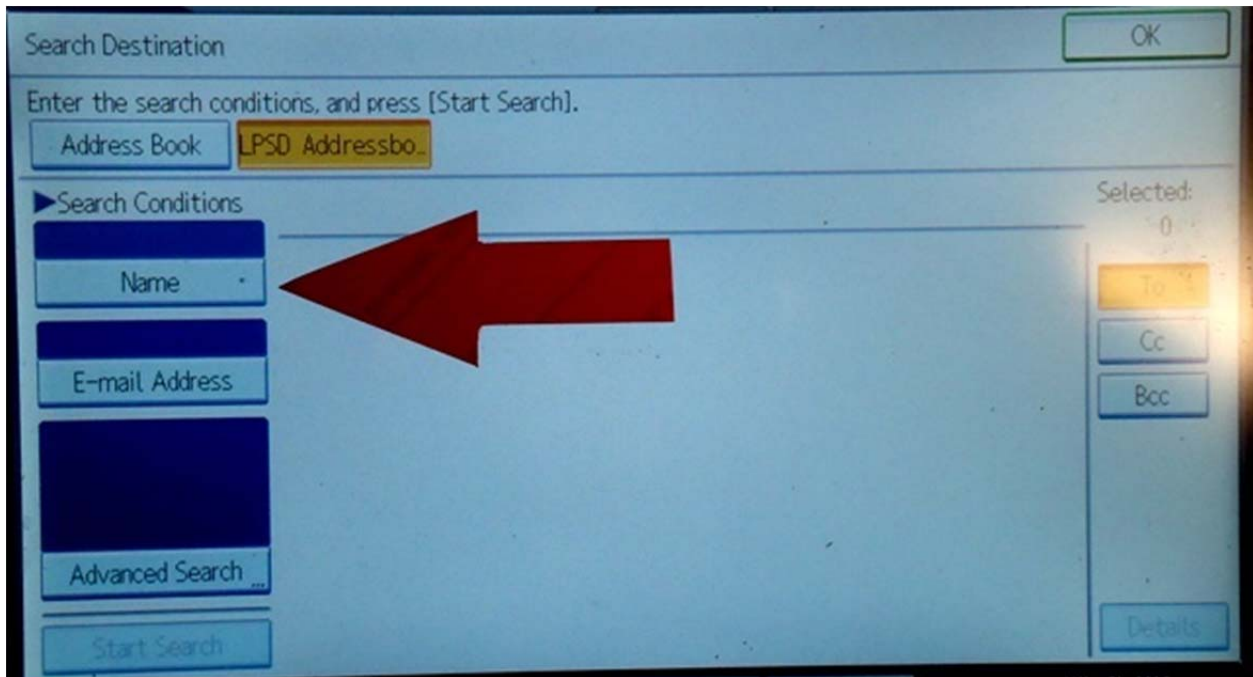 Search Destination
OK
Enter the search conditions, and press [Start Search].
Address Book
LPSD Addressbo...
Search Conditions
Selected:
0
Name
To
Cc
E-mail Address
Bcc
Advanced Search ...
Start Search
Details